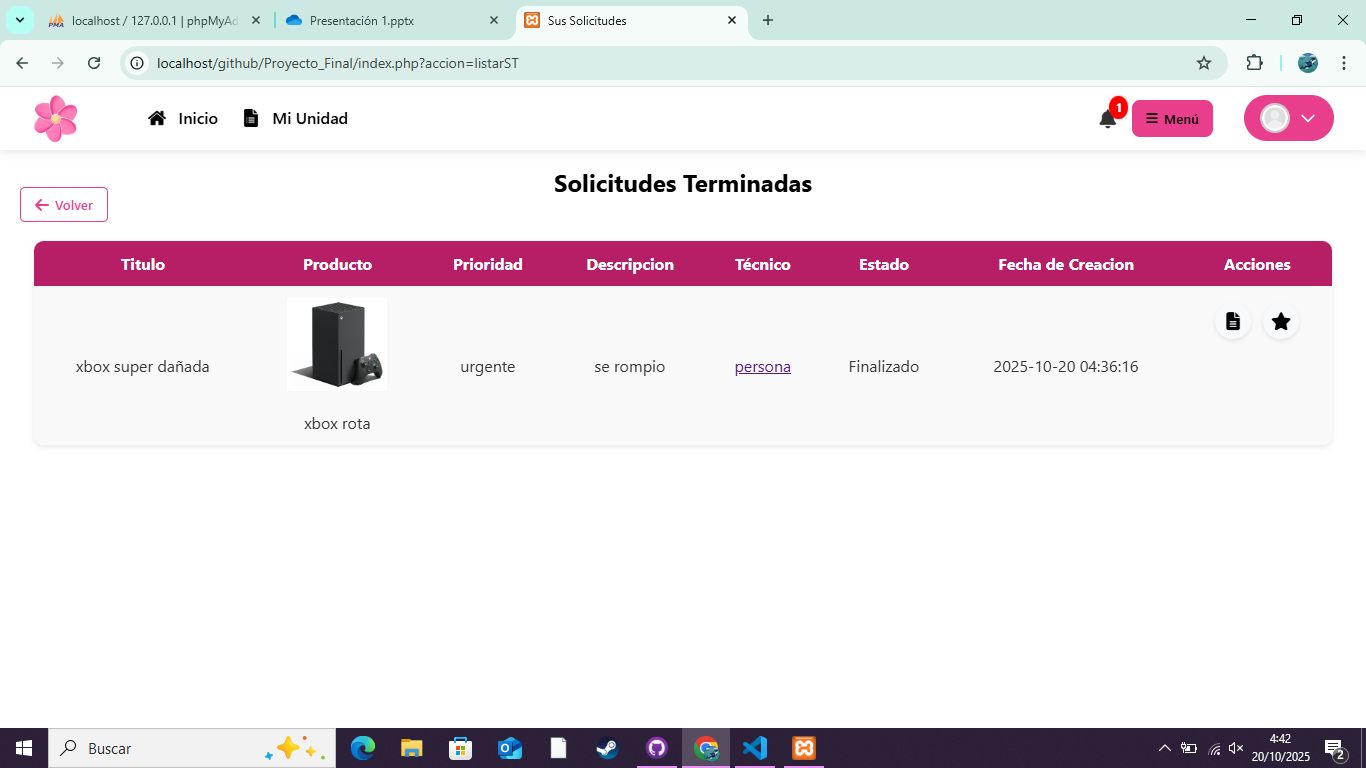 localhost / 127.0.0.1 | phpMyAd
Presentación 1.pptx
Sus Solicitudes
localhost/github/Proyecto_Final/index.php?accion=listarST
Inicio
Mi Unidad
1
Menú
Solicitudes Terminadas
Volver
Titulo Producto Prioridad Descripcion Técnico Estado Fecha de Creacion Acciones
xbox super dañada urgente se rompio persona Finalizado 2025-10-20 04:36:16
xbox rota
Buscar
4:42
20/10/2025
2